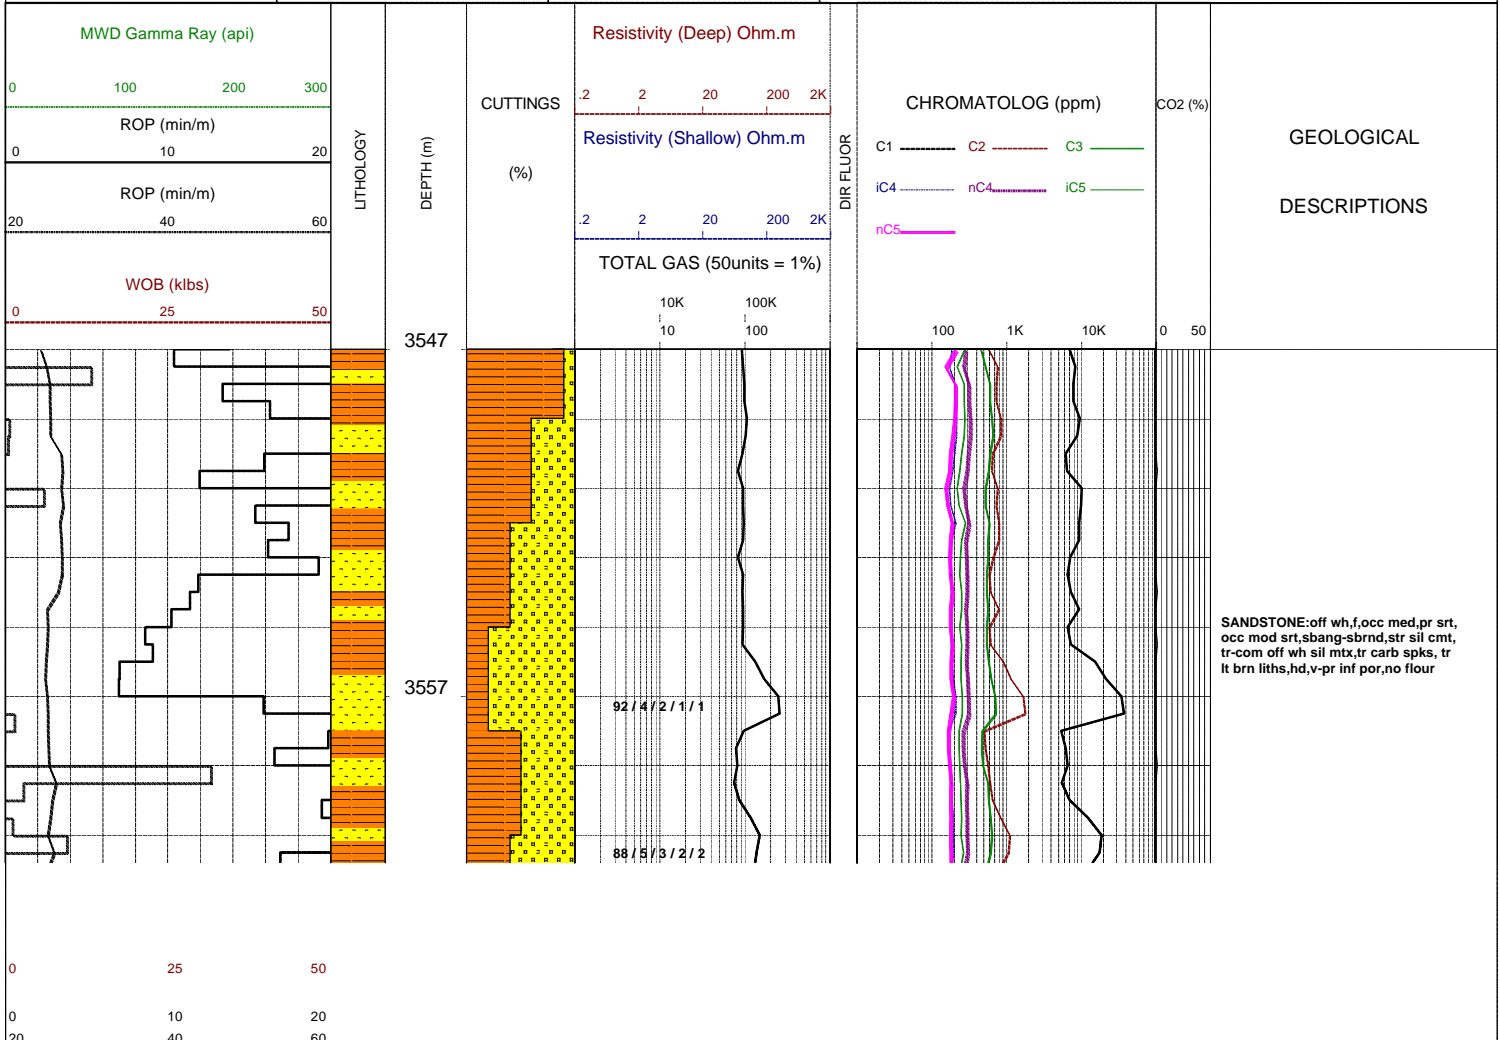 MWD Gamma Ray (api)
0 100 200 300
ROP (min/m)
0 10 20
ROP (min/m)
20 40 60
WOB (klbs)
0 25 50
LITHOLOGY
DEPTH (m)
CUTTINGS
(%)
Resistivity (Deep) Ohm.m
.2 2 20 200 2K
Resistivity (Shallow) Ohm.m
.2 2 20 200 2K
TOTAL GAS (50units = 1%)
10K 100K
10 100
DIR FLUOR
CHROMATOLOG (ppm)
C1 C2 C3
iC4 nC4 iC5
nC5
100 1K 10K
CO2 (%)
0 50
GEOLOGICAL
DESCRIPTIONS
3547
3557
92 / 4 / 2 / 1 / 1
88 / 5 / 3 / 2 / 2
SANDSTONE:off wh,f,occ med,pr srt,
occ mod srt,sbang-sbrnd,str sil cmt,
tr-com off wh sil mtx,tr carb spks, tr
lt brn liths,hd,v-pr inf por,no flour
0 25 50
0 10 20
20 40 60